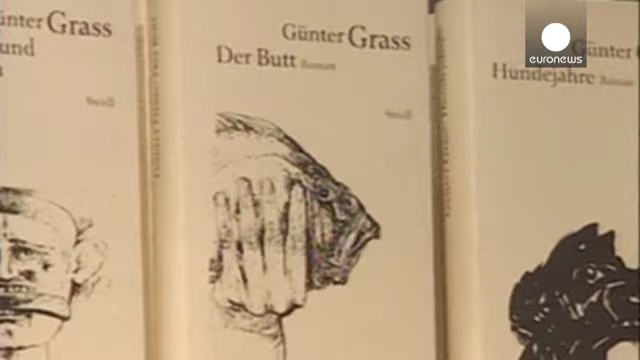 Günter Grass
und
Günter Grass
Der Butt Roman
Steidl
Günter
Hundejahre Roman
Steidl
euronews